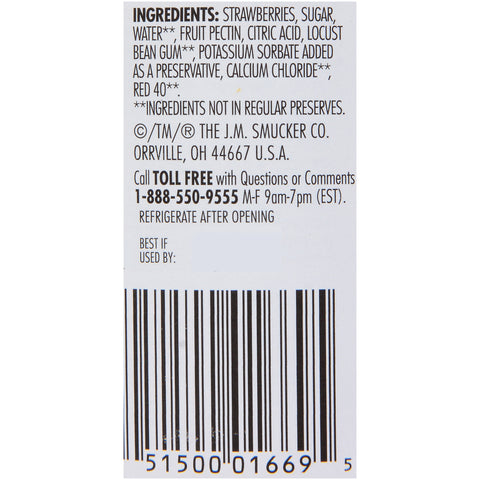 INGREDIENTS: STRAWBERRIES, SUGAR,
WATER**, FRUIT PECTIN, CITRIC ACID, LOCUST
BEAN GUM**, POTASSIUM SORBATE ADDED
AS A PRESERVATIVE, CALCIUM CHLORIDE**,
RED 40**.
**INGREDIENTS NOT IN REGULAR PRESERVES.
©/TM/® THE J.M. SMUCKER CO.
ORRVILLE, OH 44667 U.S.A.
Call TOLL FREE with Questions or Comments
1-888-550-9555 M-F 9am-7pm (EST).
REFRIGERATE AFTER OPENING
BEST IF
USED BY:
51500 01669 5